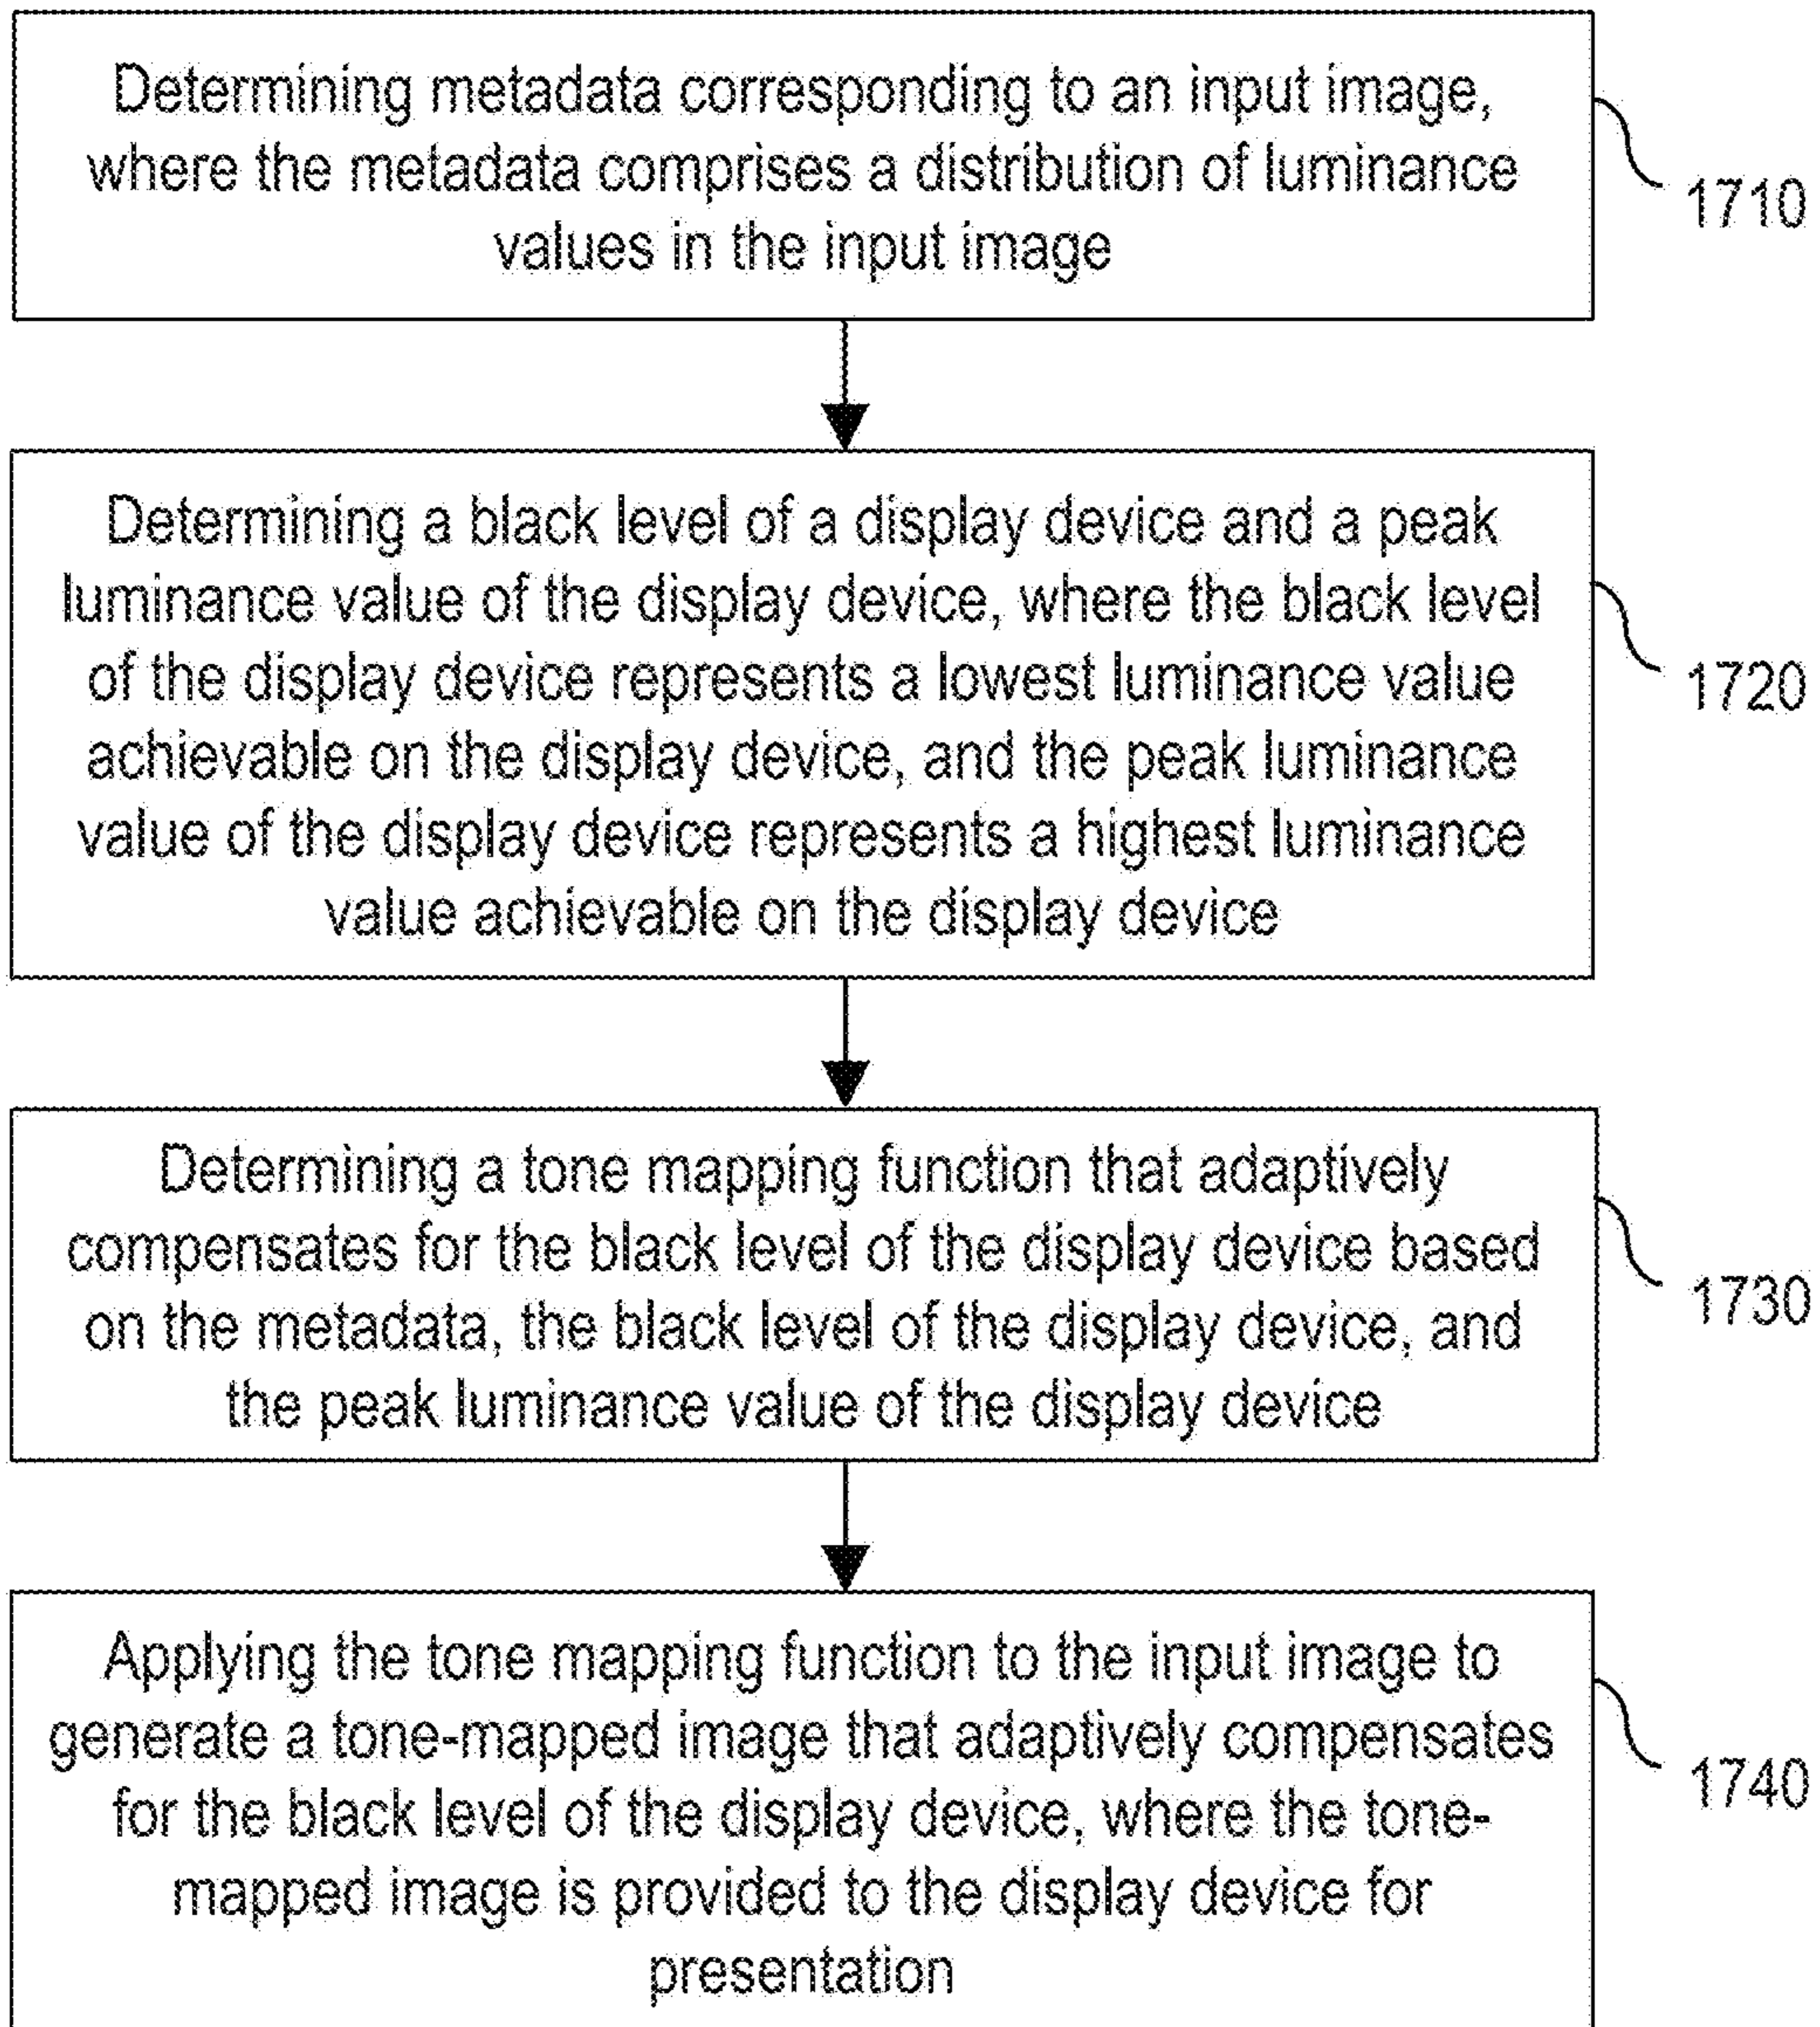 Determining metadata corresponding to an input image,
where the metadata comprises a distribution of luminance
values in the input image
1710
Determining a black level of a display device and a peak
luminance value of the display device, where the black level
of the display device represents a lowest luminance value
achievable on the display device, and the peak luminance
value of the display device represents a highest luminance
value achievable on the display device
1720
Determining a tone mapping function that adaptively
compensates for the black level of the display device based
on the metadata, the black level of the display device, and
the peak luminance value of the display device
1730
Applying the tone mapping function to the input image to
generate a tone-mapped image that adaptively compensates
for the black level of the display device, where the tone-
mapped image is provided to the display device for
presentation
1740